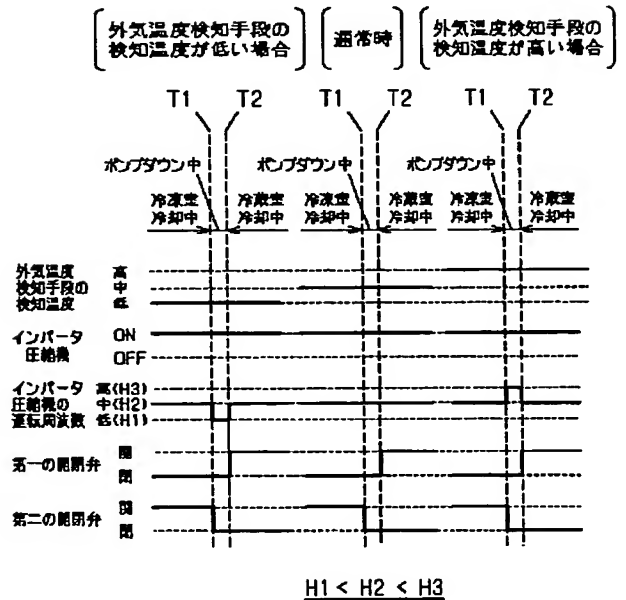 外気温度検知手段の
検知温度が低い場合
通常時
外気温度検知手段の
検知温度が高い場合
T1 T2 T1 T2 T1 T2
ポンプダウン中 ポンプダウン中 ポンプダウン中
冷凍室 冷蔵室 冷凍室 冷蔵室 冷凍室 冷蔵室
冷却中 冷却中 冷却中 冷却中 冷却中 冷却中
外気温度 高
検知手段の 中
検知温度 低
インバータ ON
圧縮機 OFF
インバータ 高(H3)
圧縮機の 中(H2)
運転周波数 低(H1)
第一の開閉弁 開
閉
第二の開閉弁 開
閉
H1 < H2 < H3